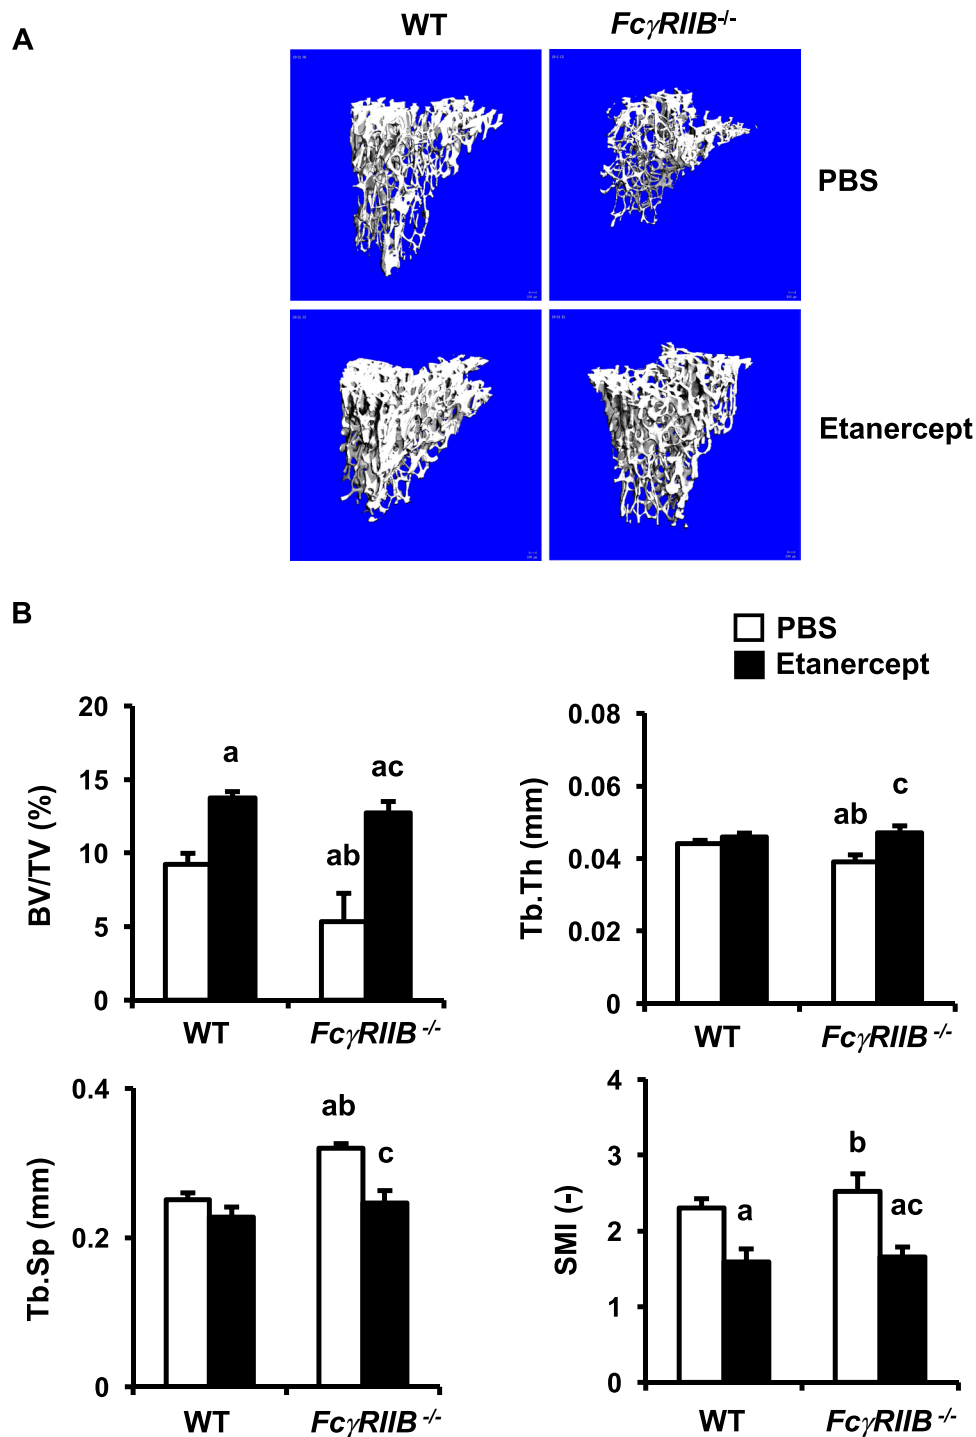 A
WT
FcγRIIB-/-
PBS
Etanercept
B
PBS
Etanercept
BV/TV (%)
20
15
10
5
0
a
ab
ac
WT
FcγRIIB -/-
Tb.Th (mm)
0.08
0.06
0.04
0.02
0
ab
c
WT
FcγRIIB -/-
Tb.Sp (mm)
0.4
0.2
0
ab
c
WT
FcγRIIB -/-
SMI (-)
4
3
2
1
0
a
b
ac
WT
FcγRIIB -/-